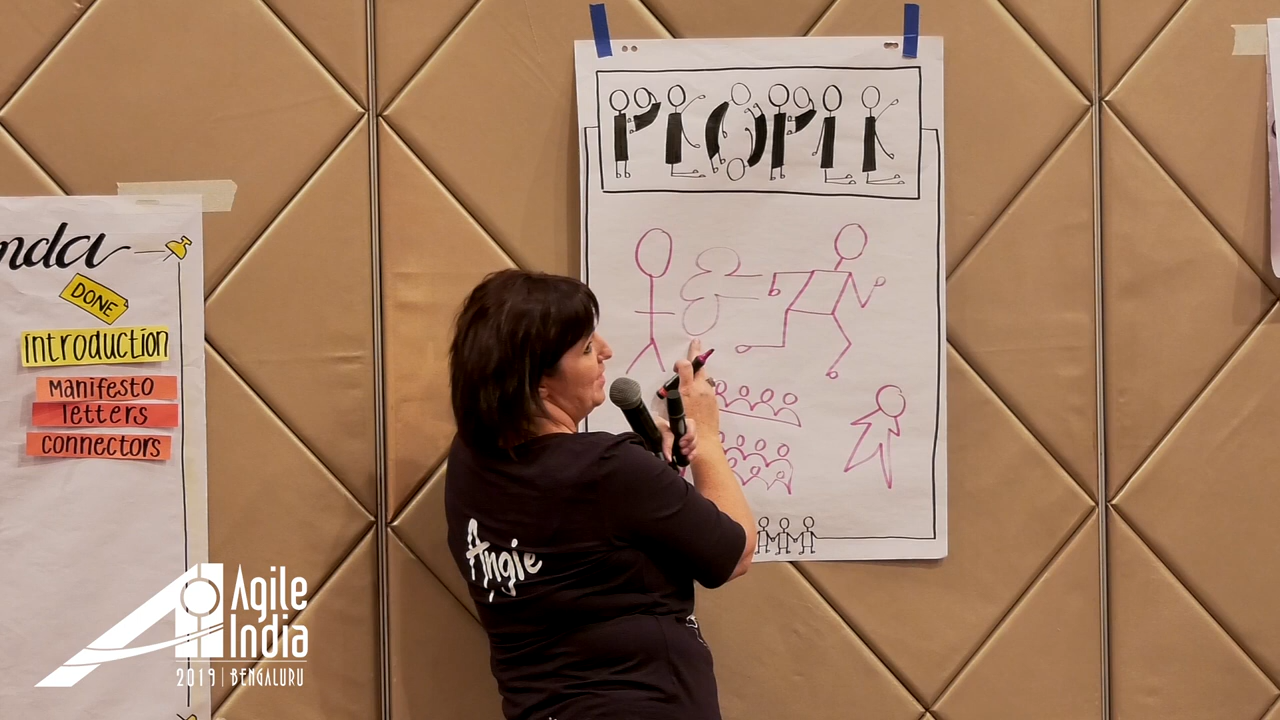 nda
DONE
introduction
manifesto
letters
connectors
PEOPLE
Angie
Agile
India
2019 | BENGALURU